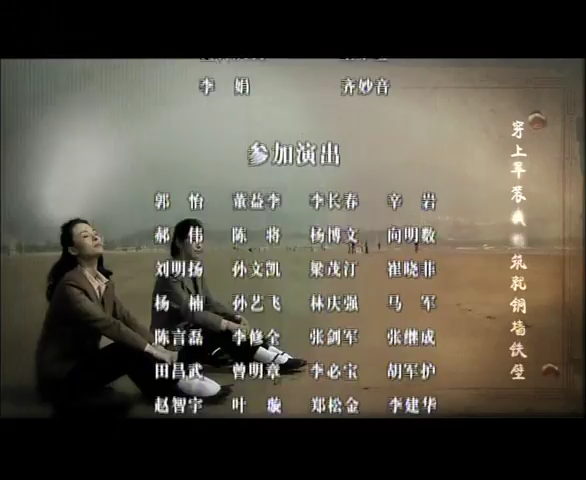 李 娟 齐妙音
参加演出
郭 怡 董益李 李长春 辛 岩
郝 伟 陈 将 杨博文 向明数
刘明扬 孙文凯 梁茂汀 崔晓菲
杨 楠 孙艺飞 林庆强 马 军
陈言磊 李修全 张剑军 张继成
田昌武 曾明章 李必宝 胡军护
赵智宇 叶 璇 郑松金 李建华
穿上军装 筑就钢墙铁壁